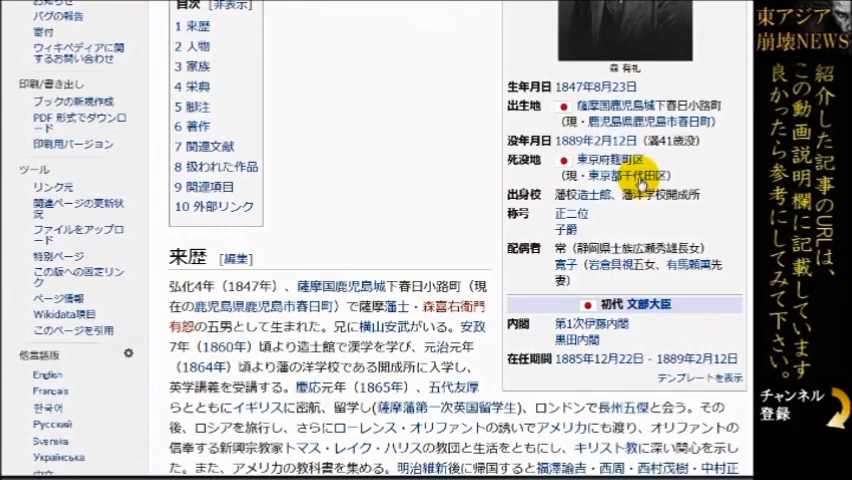 お知らせ
バグの報告
寄付
ウィキペディアに関
するお問い合わせ
印刷/書き出し
ブックの新規作成
PDF 形式でダウンロ
ード
印刷用バージョン
ツール
リンク元
関連ページの更新状
況
ファイルをアップロ
ード
特別ページ
この版への固定リン
ク
ページ情報
Wikidata項目
このページを引用
他言語版
English
Français
한국어
Русский
Svenska
Українська
中文
目次 [非表示]
1 来歴
2 人物
3 家族
4 栄典
5 脚注
6 著作
7 関連文献
8 扱われた作品
9 関連項目
10 外部リンク
来歴 [編集]
弘化4年（1847年）、薩摩国鹿児島城下春日小路町（現
在の鹿児島県鹿児島市春日町）で薩摩藩士・森喜右衛門
有恕の五男として生まれた。兄に横山安武がいる。安政
7年（1860年）頃より造士館で漢学を学び、元治元年
（1864年）頃より藩の洋学校である開成所に入学し、
英学講義を受講する。慶応元年（1865年）、五代友厚
らとともにイギリスに密航、留学し(薩摩藩第一次英国留学生)、ロンドンで長州五傑と会う。その
後、ロシアを旅行し、さらにローレンス・オリファントの誘いでアメリカにも渡り、オリファントの
信奉する新興宗教家トマス・レイク・ハリスの教団と生活をともにし、キリスト教に深い関心を示し
た。また、アメリカの教科書を集める。明治維新後に帰国すると福澤諭吉・西周・西村茂樹・中村正
森 有礼
生年月日 1847年8月23日
出生地 薩摩国鹿児島城下春日小路町
（現・鹿児島県鹿児島市春日町）
没年月日 1889年2月12日（満41歳没）
死没地 東京府麹町区
（現・東京都千代田区）
出身校 藩校造士館、藩洋学校開成所
称号 正二位
子爵
配偶者 常（静岡県士族広瀬秀雄長女）
寛子（岩倉具視五女、有馬頼萬先
妻）
初代 文部大臣
内閣 第1次伊藤内閣
黒田内閣
在任期間 1885年12月22日 - 1889年2月12日
テンプレートを表示
東アジア
崩壊NEWS
紹介した記事のURLは、
この動画説明欄に記載しています
良かったら参考にしてみて下さい。
チャンネル
登録